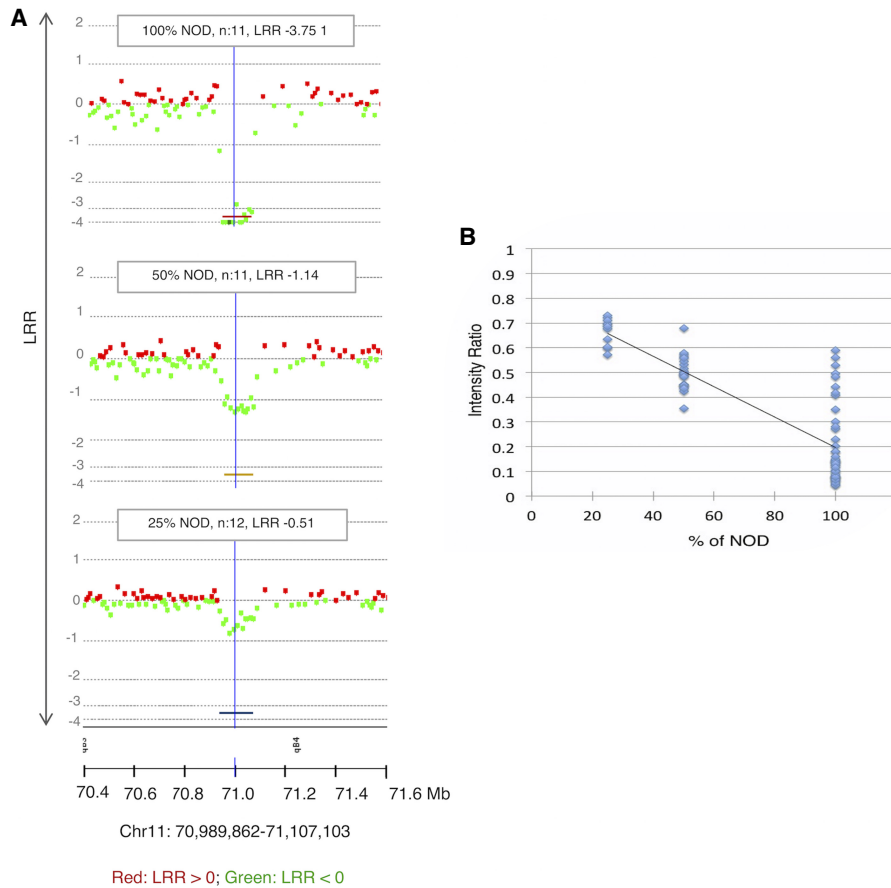 A
100% NOD, n:11, LRR -3.75 1
2
1
0
-1
-2
-3
-4
50% NOD, n:11, LRR -1.14
2
1
0
-1
-2
-3
-4
LRR
25% NOD, n:12, LRR -0.51
2
1
0
-1
-2
-3
-4
qB4
70.4 70.6 70.8 71.0 71.2 71.4 71.6 Mb
Chr11: 70,989,862-71,107,103
Red: LRR > 0; Green: LRR < 0
B
1
0.9
0.8
0.7
0.6
0.5
0.4
0.3
0.2
0.1
0
Intensity Ratio
0 20 40 60 80 100
% of NOD